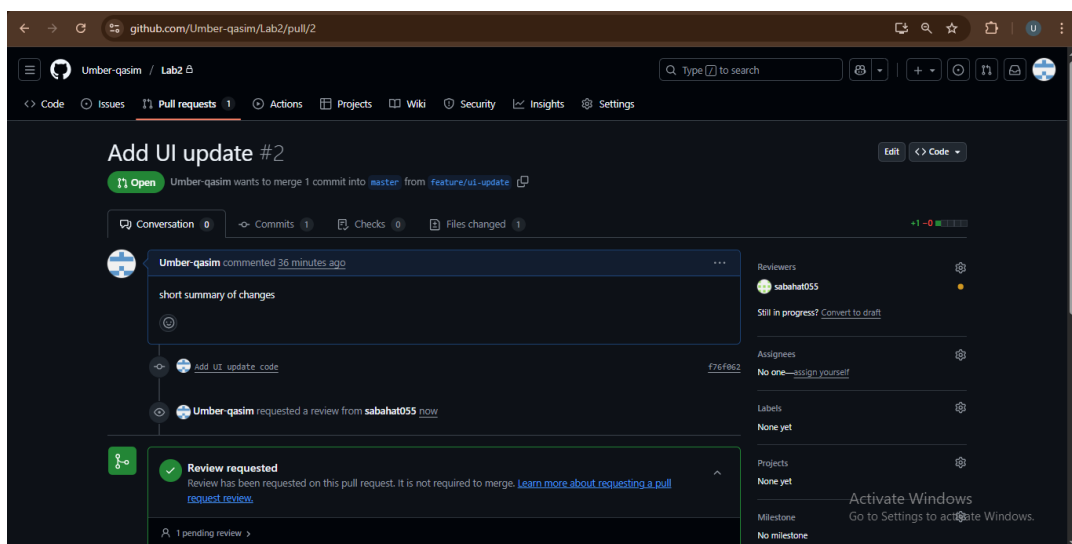 github.com/Umber-qasim/Lab2/pull/2
U
Umber-qasim / Lab2
Type / to search
Code Issues Pull requests 1 Actions Projects Wiki Security Insights Settings
Add UI update #2
Edit <> Code
Open Umber-qasim wants to merge 1 commit into master from feature/ui-update
Conversation 0 Commits 1 Checks 0 Files changed 1
+1 −0
Umber-qasim commented 36 minutes ago
short summary of changes
Add UI update code f76f062
Umber-qasim requested a review from sabahat055 now
Review requested
Review has been requested on this pull request. It is not required to merge. Learn more about requesting a pull
request review.
1 pending review
Reviewers
sabahat055
Still in progress? Convert to draft
Assignees
No one—assign yourself
Labels
None yet
Projects
None yet
Milestone
No milestone
Activate Windows
Go to Settings to activate Windows.